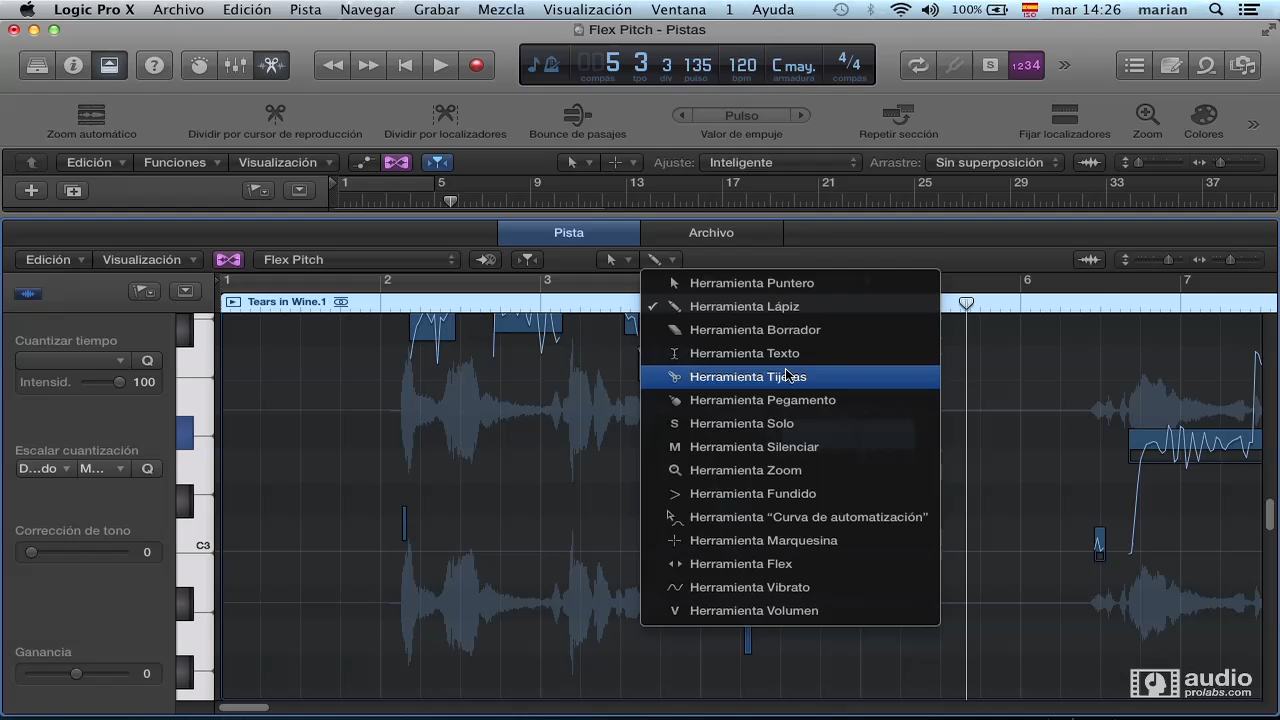 Logic Pro X Archivo Edición Pista Navegar Grabar Mezcla Visualización Ventana 1 Ayuda 100% mar 14:26 marian
Flex Pitch - Pistas
5 3 3 135 120 C may. 4/4
compás tpo div pulsos bpm armadura compás
S 1234
Pulso
Zoom automático Dividir por cursor de reproducción Dividir por localizadores Bounce de pasajes Valor de empuje Repetir sección Fijar localizadores Zoom Colores
Edición Funciones Visualización Ajuste: Inteligente Arrastre: Sin superposición
1 5 9 13 17 21 25 29 33 37
Pista Archivo
Edición Visualización Flex Pitch
1 2 3 6 7
Tears in Wine.1
Cuantizar tiempo
Q
Intensid. 100
Escalar cuantización
D...do M... Q
Corrección de tono
0
C3
Ganancia
0
Herramienta Puntero
Herramienta Lápiz
Herramienta Borrador
Herramienta Texto
Herramienta Tijeras
Herramienta Pegamento
S Herramienta Solo
M Herramienta Silenciar
Herramienta Zoom
Herramienta Fundido
Herramienta “Curva de automatización”
Herramienta Marquesina
Herramienta Flex
Herramienta Vibrato
V Herramienta Volumen
audio
prolabs.com